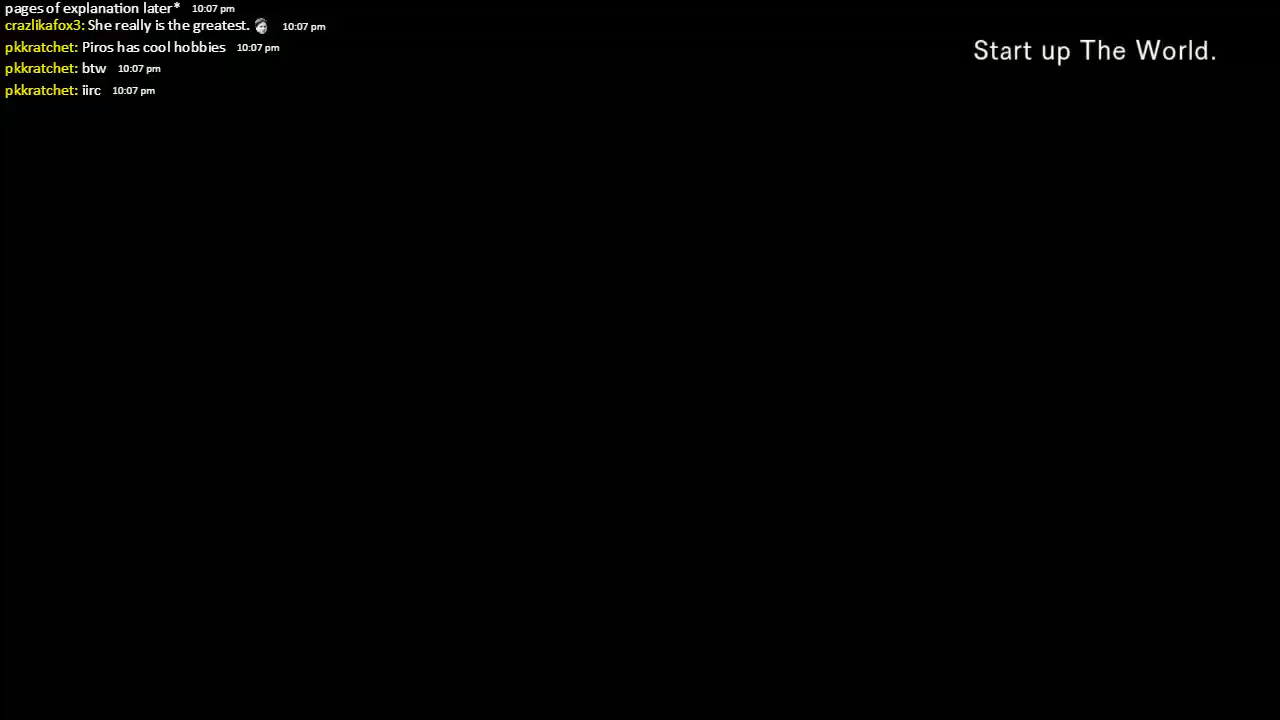 pages of explanation later* 10:07 pm
crazlikafox3: She really is the greatest. 10:07 pm
pkkratchet: Piros has cool hobbies 10:07 pm
Start up The World.
pkkratchet: btw 10:07 pm
pkkratchet: iirc 10:07 pm